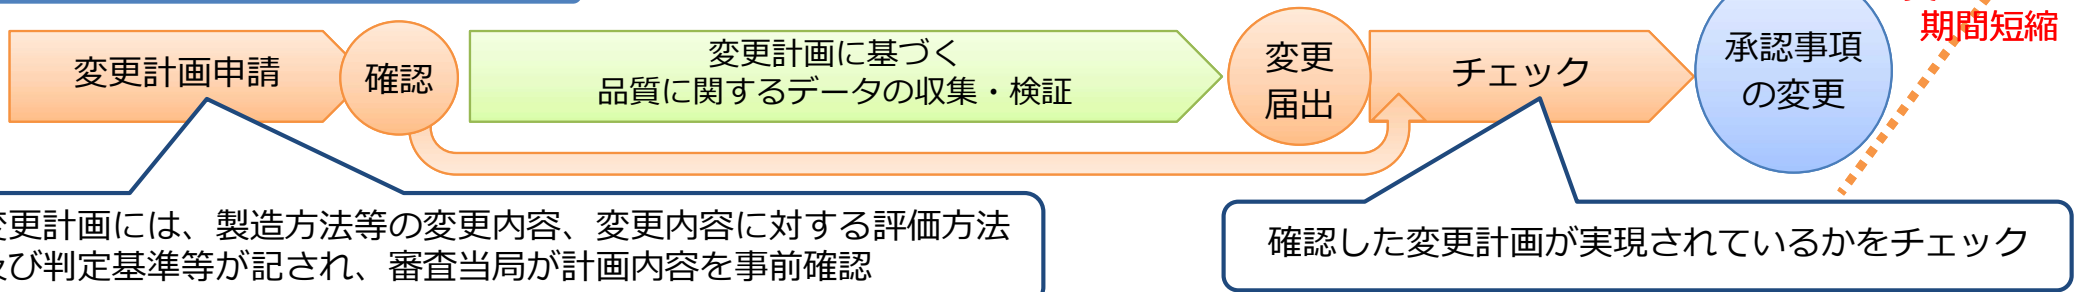 期間短縮
変更計画申請
確認
変更計画に基づく
品質に関するデータの収集・検証
変更
届出
チェック
承認事項
の変更
変更計画には、製造方法等の変更内容、変更内容に対する評価方法
及び判定基準等が記され、審査当局が計画内容を事前確認
確認した変更計画が実現されているかをチェック